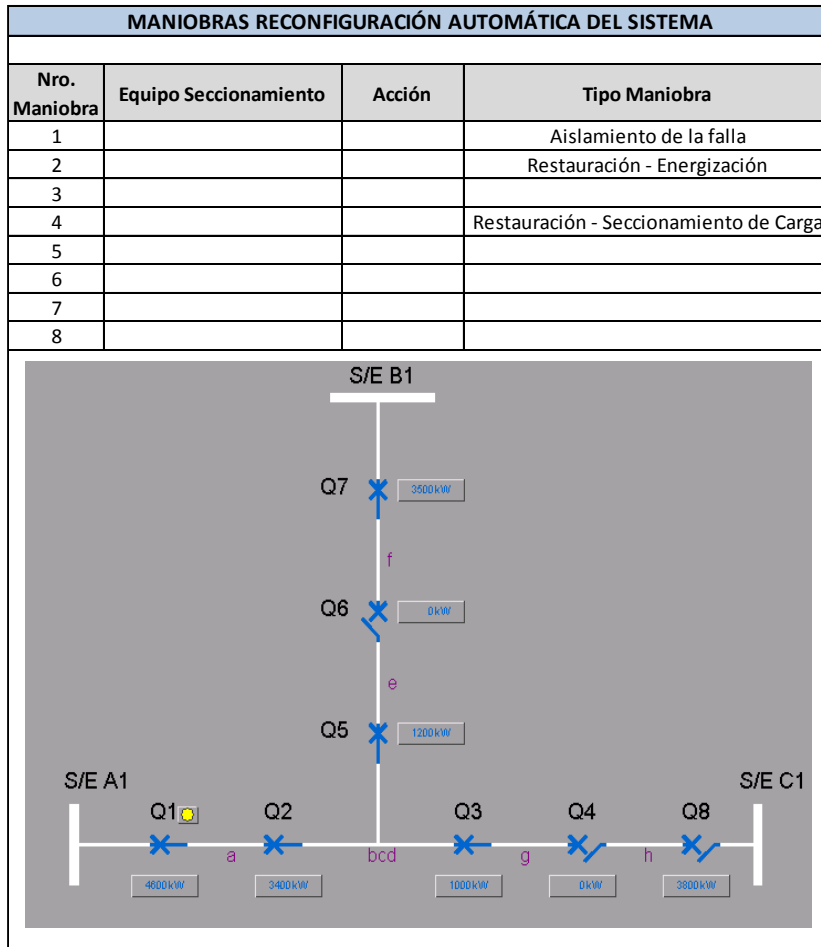 MANIOBRAS RECONFIGURACIÓN AUTOMÁTICA DEL SISTEMA
Nro. Maniobra Equipo Seccionamiento Acción Tipo Maniobra
1 Aislamiento de la falla
2 Restauración - Energización
3
4 Restauración - Seccionamiento de Carga
5
6
7
8
S/E B1
Q7 3500kW
f
Q6 0kW
e
Q5 1200kW
S/E A1 S/E C1
Q1 Q2 Q3 Q4 Q8
a bcd g h
4600kW 3400kW 1000kW 0kW 3800kW